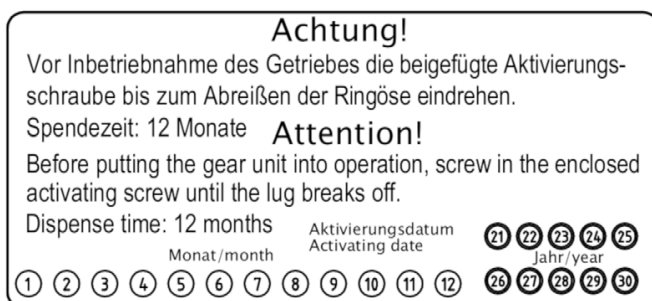 Achtung!
Vor Inbetriebnahme des Getriebes die beigefügte Aktivierungs-
schraube bis zum Abreißen der Ringöse eindrehen.
Spendezeit: 12 Monate Attention!
Before putting the gear unit into operation, screw in the enclosed
activating screw until the lug breaks off.
Dispense time: 12 months
Aktivierungsdatum
Activating date
21 22 23 24 25
Monat/month
Jahr/year
1 2 3 4 5 6 7 8 9 10 11 12
26 27 28 29 30